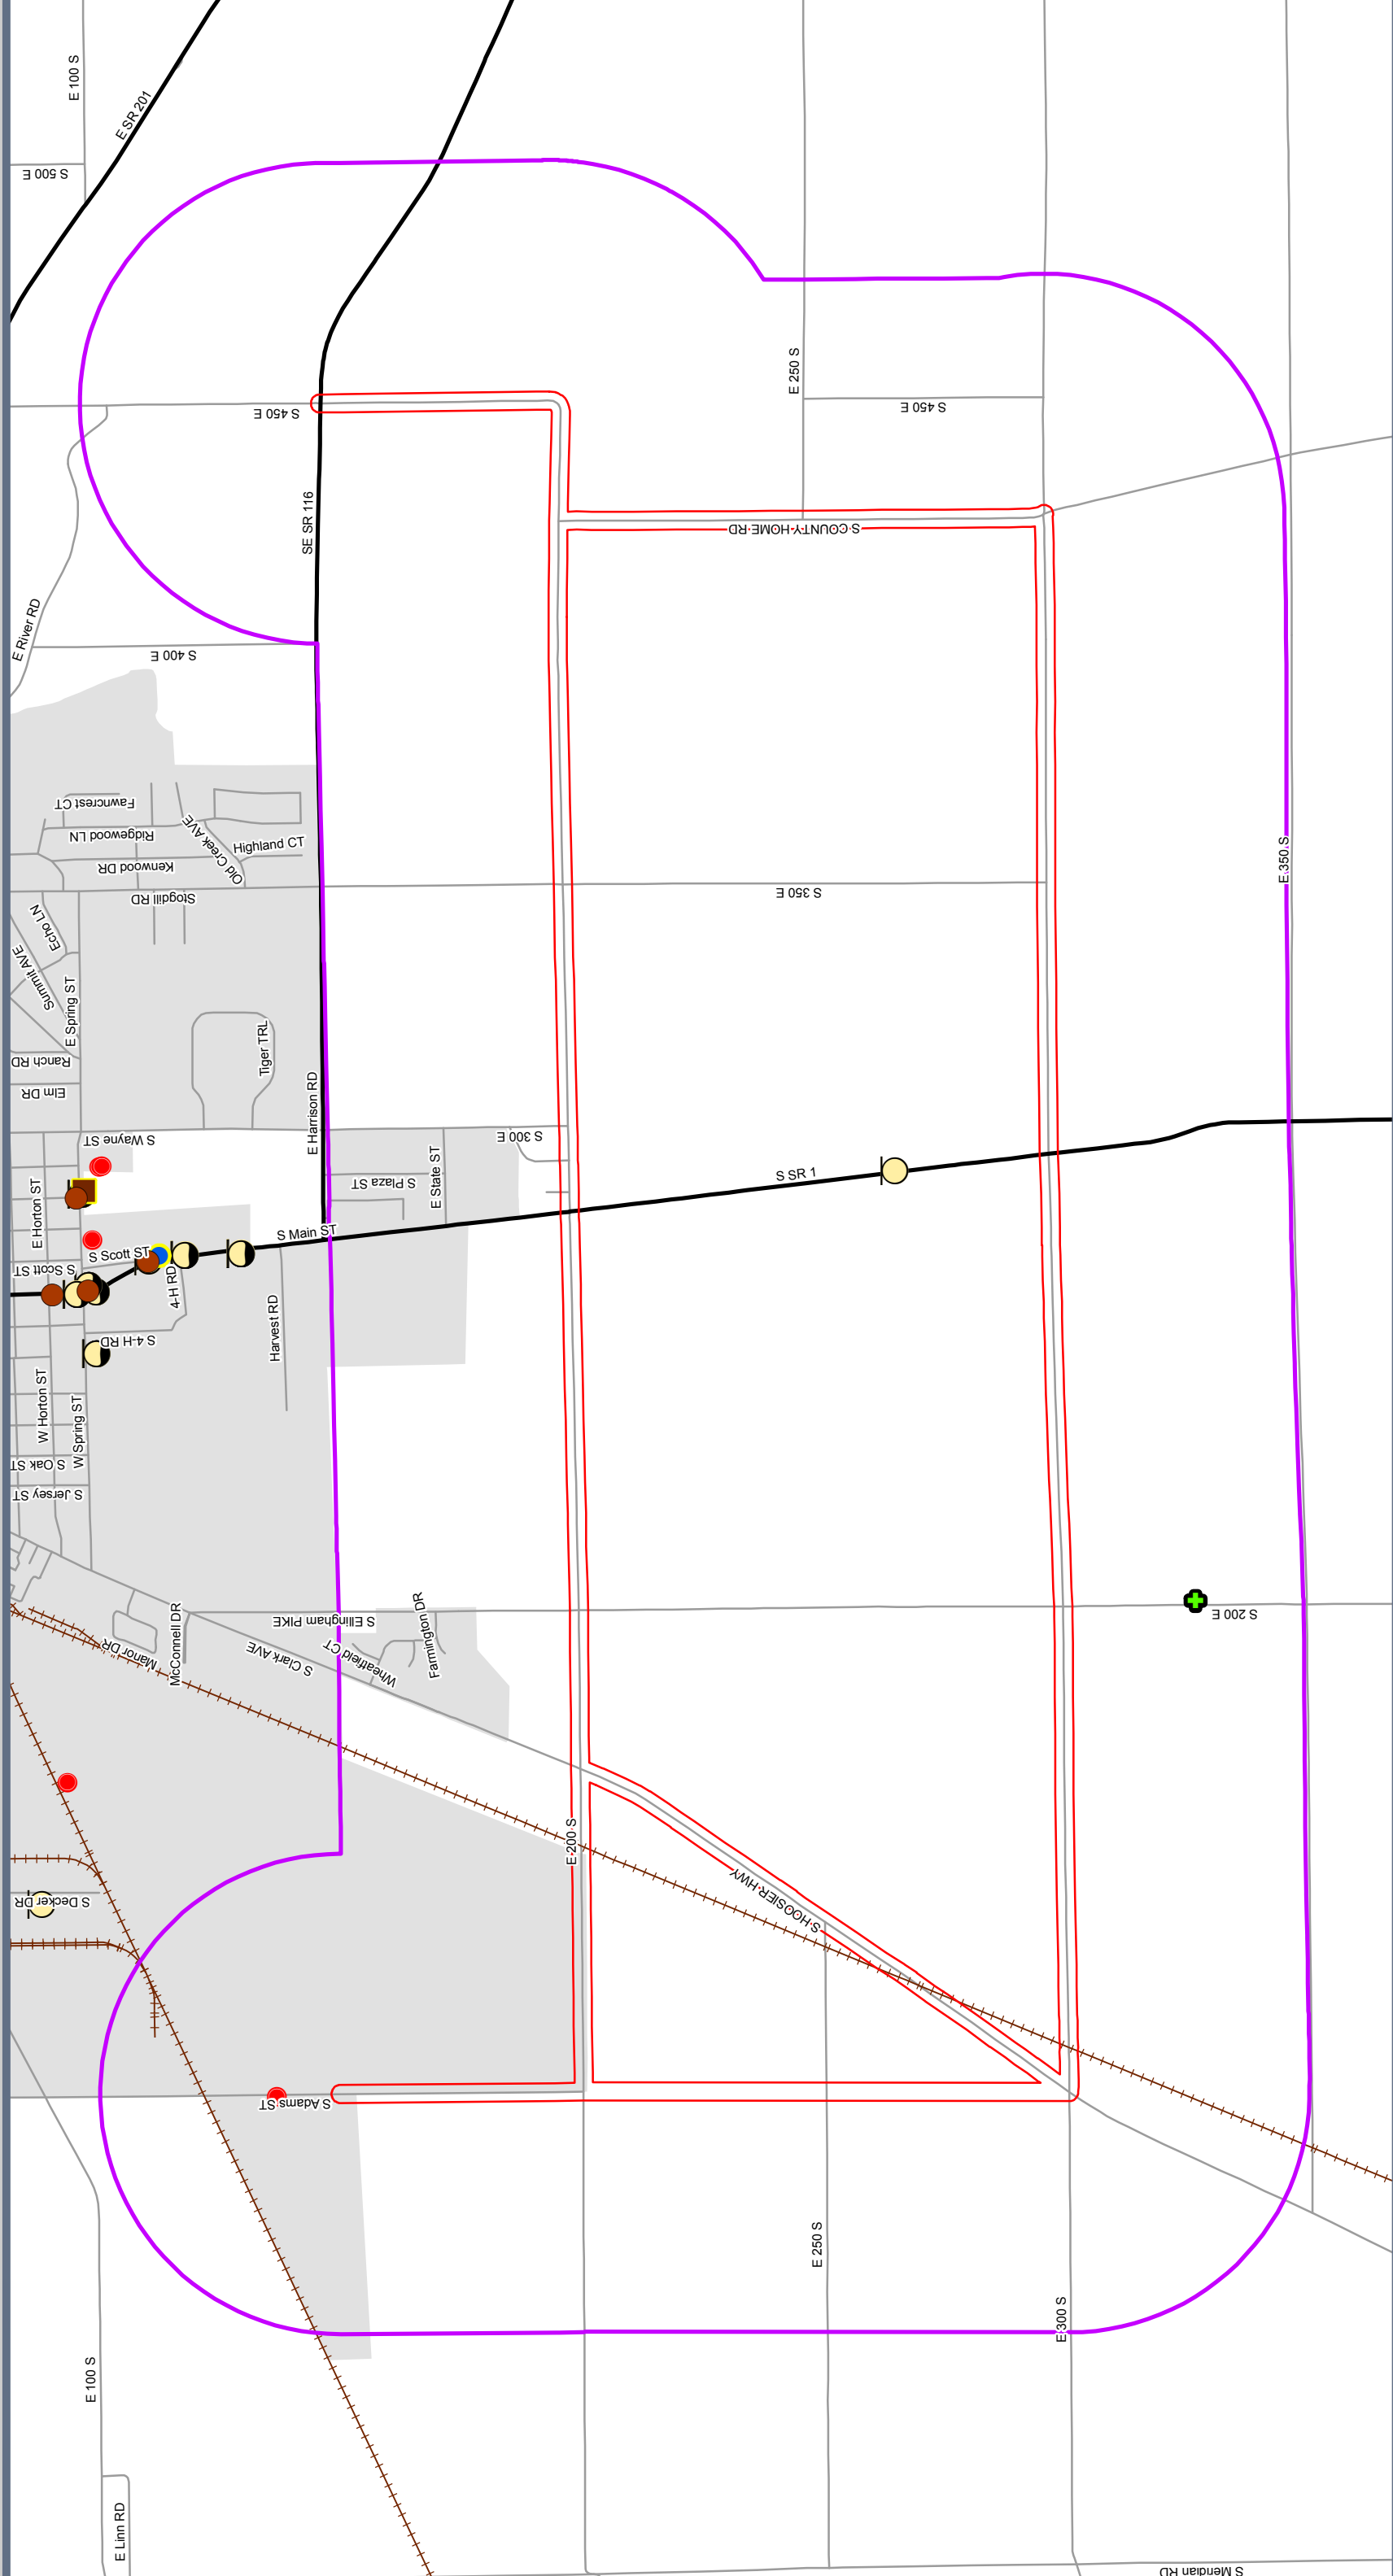 E 100 S
E SR 201
S 500 E
E 250 S
S 450 E
S 450 E
SE SR 116
S COUNTY HOME RD
E River RD
S 400 E
Fawncrest CT
Ridgewood LN
Old Creek AVE
Highland CT
Kenwood DR
E 350 S
Stogdill RD
S 350 E
Echo LN
Summit AVE
E Spring ST
Ranch RD
Tiger TRL
Elm DR
E Harrison RD
S Wayne ST
S 300 E
E State ST
S Plaza ST
S SR 1
E Horton ST
S Main ST
S Scott ST
S Scott ST
4-H RD
S 4-H RD
Harvest RD
W Horton ST
W Spring ST
S Oak ST
S Jersey ST
S Ellingham PIKE
Farmington DR
S 200 E
McConnell DR
Manor DR
S Clark AVE
Wheatfield CT
E 200 S
S HOOSIER HWY
S Decker DR
S Adams ST
E 250 S
E 300 S
E 100 S
E Linn RD
S Meridian RD